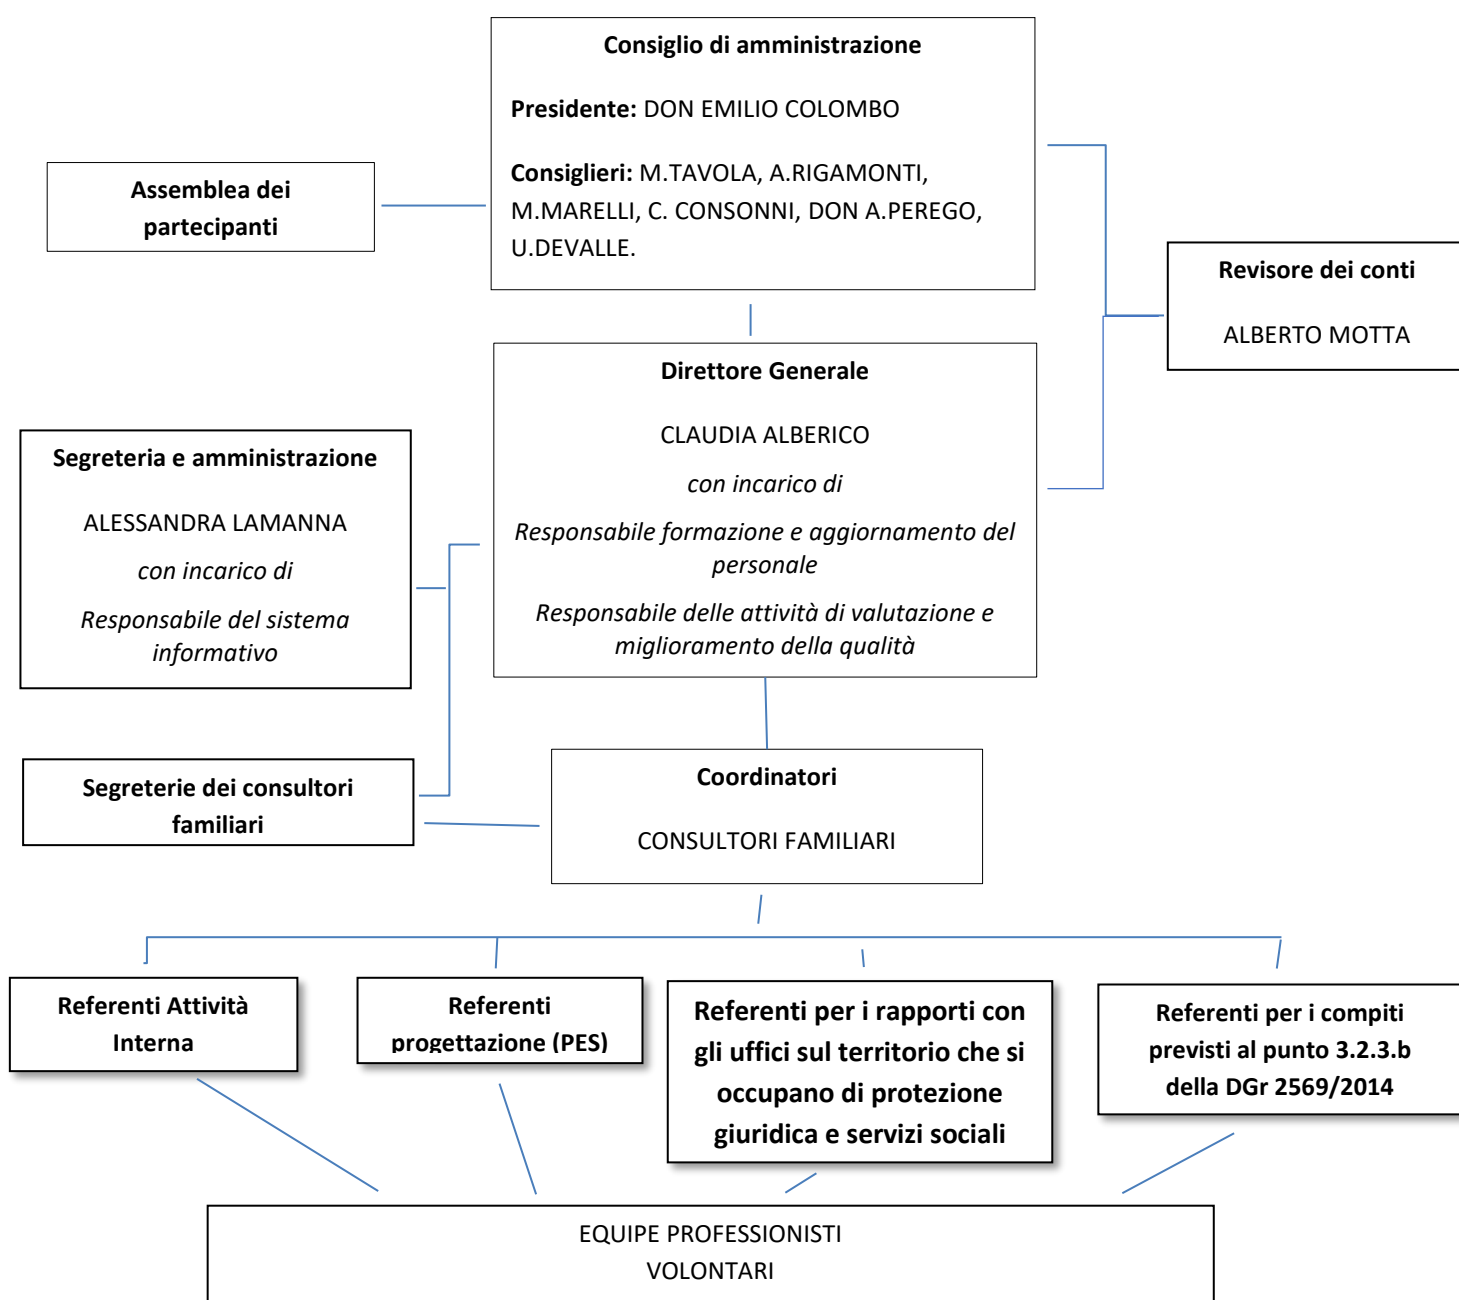 Consiglio di amministrazione
Presidente: DON EMILIO COLOMBO
Consiglieri: M.TAVOLA, A.RIGAMONTI,
M.MARELLI, C. CONSONNI, DON A.PEREGO,
U.DEVALLE.
Assemblea dei
partecipanti
Revisore dei conti
ALBERTO MOTTA
Direttore Generale
CLAUDIA ALBERICO
con incarico di
Responsabile formazione e aggiornamento del
personale
Responsabile delle attività di valutazione e
miglioramento della qualità
Segreteria e amministrazione
ALESSANDRA LAMANNA
con incarico di
Responsabile del sistema
informativo
Segreterie dei consultori
familiari
Coordinatori
CONSULTORI FAMILIARI
Referenti Attività
Interna
Referenti
progettazione (PES)
Referenti per i rapporti con
gli uffici sul territorio che si
occupano di protezione
giuridica e servizi sociali
Referenti per i compiti
previsti al punto 3.2.3.b
della DGr 2569/2014
EQUIPE PROFESSIONISTI
VOLONTARI